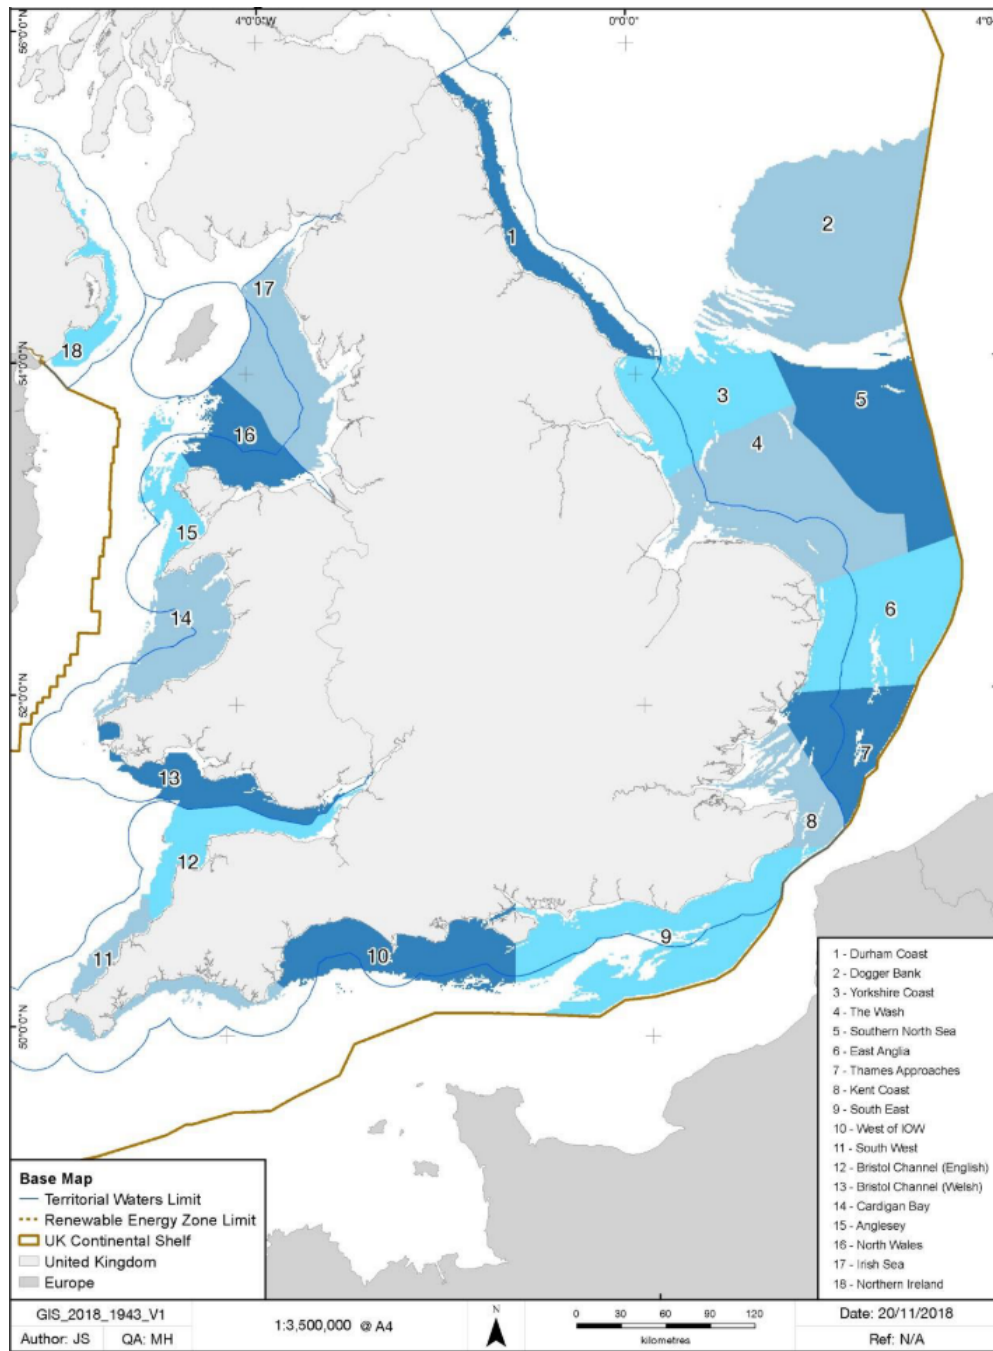 4°0'0"W
0°0'0"
4°0
56°0'0"N
54°0'0"N
52°0'0"N
50°0'0"N
1
2
17
18
3
5
4
16
15
6
14
7
13
8
12
9
10
11
1 - Durham Coast
2 - Dogger Bank
3 - Yorkshire Coast
4 - The Wash
5 - Southern North Sea
6 - East Anglia
7 - Thames Approaches
8 - Kent Coast
9 - South East
10 - West of IOW
11 - South West
12 - Bristol Channel (English)
13 - Bristol Channel (Welsh)
14 - Cardigan Bay
15 - Anglesey
16 - North Wales
17 - Irish Sea
18 - Northern Ireland
Base Map
Territorial Waters Limit
Renewable Energy Zone Limit
UK Continental Shelf
United Kingdom
Europe
GIS_2018_1943_V1
Author: JS QA: MH
1:3,500,000 @ A4
N
0 30 60 90 120
kilometres
Date: 20/11/2018
Ref: N/A